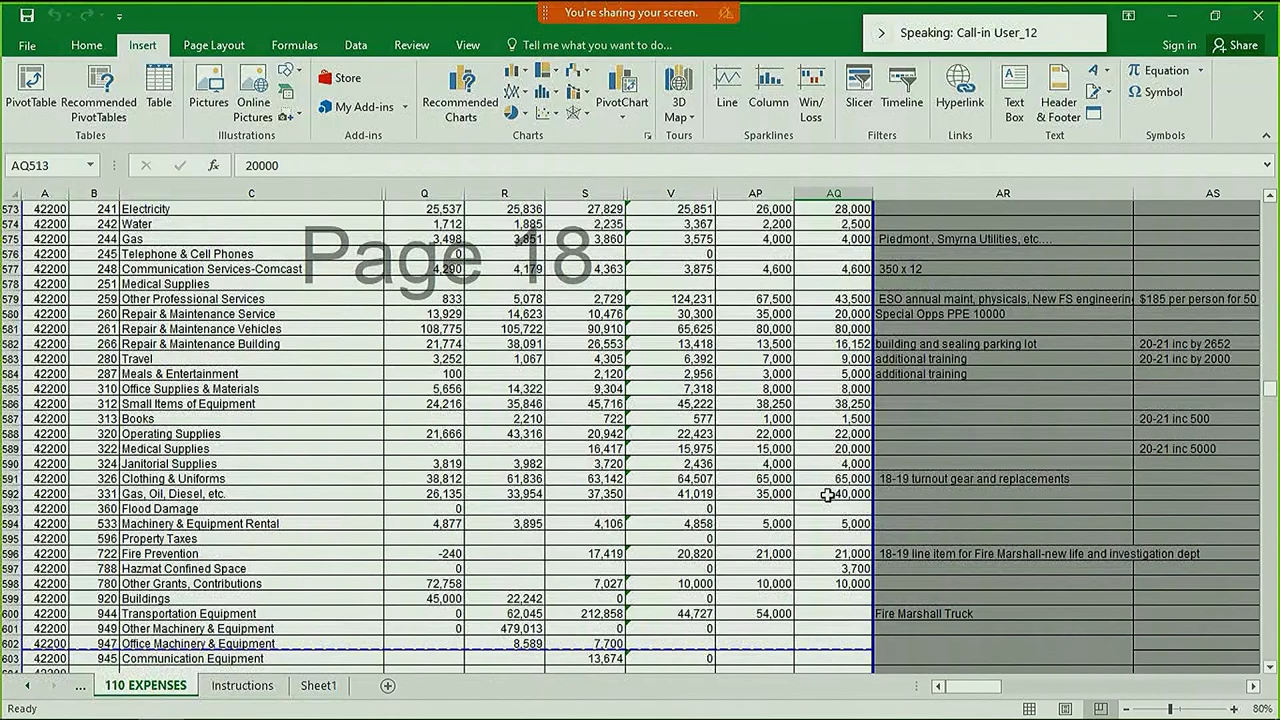 You're sharing your screen.
Speaking: Call-in User_12
File Home Insert Page Layout Formulas Data Review View Tell me what you want to do... Sign in Share
PivotTable Recommended PivotTables Table Pictures Online Pictures Store My Add-ins Recommended Charts PivotChart 3D Map Line Column Win/Loss Slicer Timeline Hyperlink Text Box Header & Footer Equation Symbol
Tables Illustrations Add-ins Charts Tours Sparklines Filters Links Text Symbols
AQ513 fx 20000
A B C Q R S V AP AQ AR AS
573 42200 241 Electricity 25,537 25,836 27,829 25,851 26,000 28,000
574 42200 242 Water 1,712 1,885 2,235 3,367 2,200 2,500
575 42200 244 Gas 3,498 3,851 3,860 3,575 4,000 4,000 Piedmont , Smyrna Utilities, etc....
576 42200 245 Telephone & Cell Phones 0 0
Page 18
577 42200 248 Communication Services-Comcast 4,290 4,179 4,363 3,875 4,600 4,600 350 x 12
578 42200 251 Medical Supplies
579 42200 259 Other Professional Services 833 5,078 2,729 124,231 67,500 43,500 ESO annual maint, physicals, New FS engineerin $185 per person for 50
580 42200 260 Repair & Maintenance Service 13,929 14,623 10,476 30,300 35,000 20,000 Special Opps PPE 10000
581 42200 261 Repair & Maintenance Vehicles 108,775 105,722 90,910 65,625 80,000 80,000
582 42200 266 Repair & Maintenance Building 21,774 38,091 26,553 13,418 13,500 16,152 building and sealing parking lot 20-21 inc by 2652
583 42200 280 Travel 3,252 1,067 4,305 6,392 7,000 9,000 additional training 20-21 inc by 2000
584 42200 287 Meals & Entertainment 100 2,120 2,956 3,000 5,000 additional training
585 42200 310 Office Supplies & Materials 5,656 14,322 9,304 7,318 8,000 8,000
586 42200 312 Small Items of Equipment 24,216 35,846 45,716 45,222 38,250 38,250
587 42200 313 Books 2,210 722 577 1,000 1,500 20-21 inc 500
588 42200 320 Operating Supplies 21,666 43,316 20,942 22,423 22,000 22,000
589 42200 322 Medical Supplies 16,417 15,975 15,000 20,000 20-21 inc 5000
590 42200 324 Janitorial Supplies 3,819 3,982 3,720 2,436 4,000 4,000
591 42200 326 Clothing & Uniforms 38,812 61,836 63,142 64,507 65,000 65,000 18-19 turnout gear and replacements
592 42200 331 Gas, Oil, Diesel, etc. 26,135 33,954 37,350 41,019 35,000 40,000
593 42200 360 Flood Damage 0 0
594 42200 533 Machinery & Equipment Rental 4,877 3,895 4,106 4,858 5,000 5,000
595 42200 596 Property Taxes 0
596 42200 722 Fire Prevention -240 17,419 20,820 21,000 21,000 18-19 line item for Fire Marshall-new life and investigation dept
597 42200 788 Hazmat Confined Space 0 0 3,700
598 42200 780 Other Grants, Contributions 72,758 7,027 10,000 10,000 10,000
599 42200 920 Buildings 45,000 22,242 0
600 42200 944 Transportation Equipment 0 62,045 212,858 44,727 54,000 Fire Marshall Truck
601 42200 949 Other Machinery & Equipment 0 479,013 0
602 42200 947 Office Machinery & Equipment 8,589 7,700
603 42200 945 Communication Equipment 13,674 0
... 110 EXPENSES Instructions Sheet1
Ready 80%